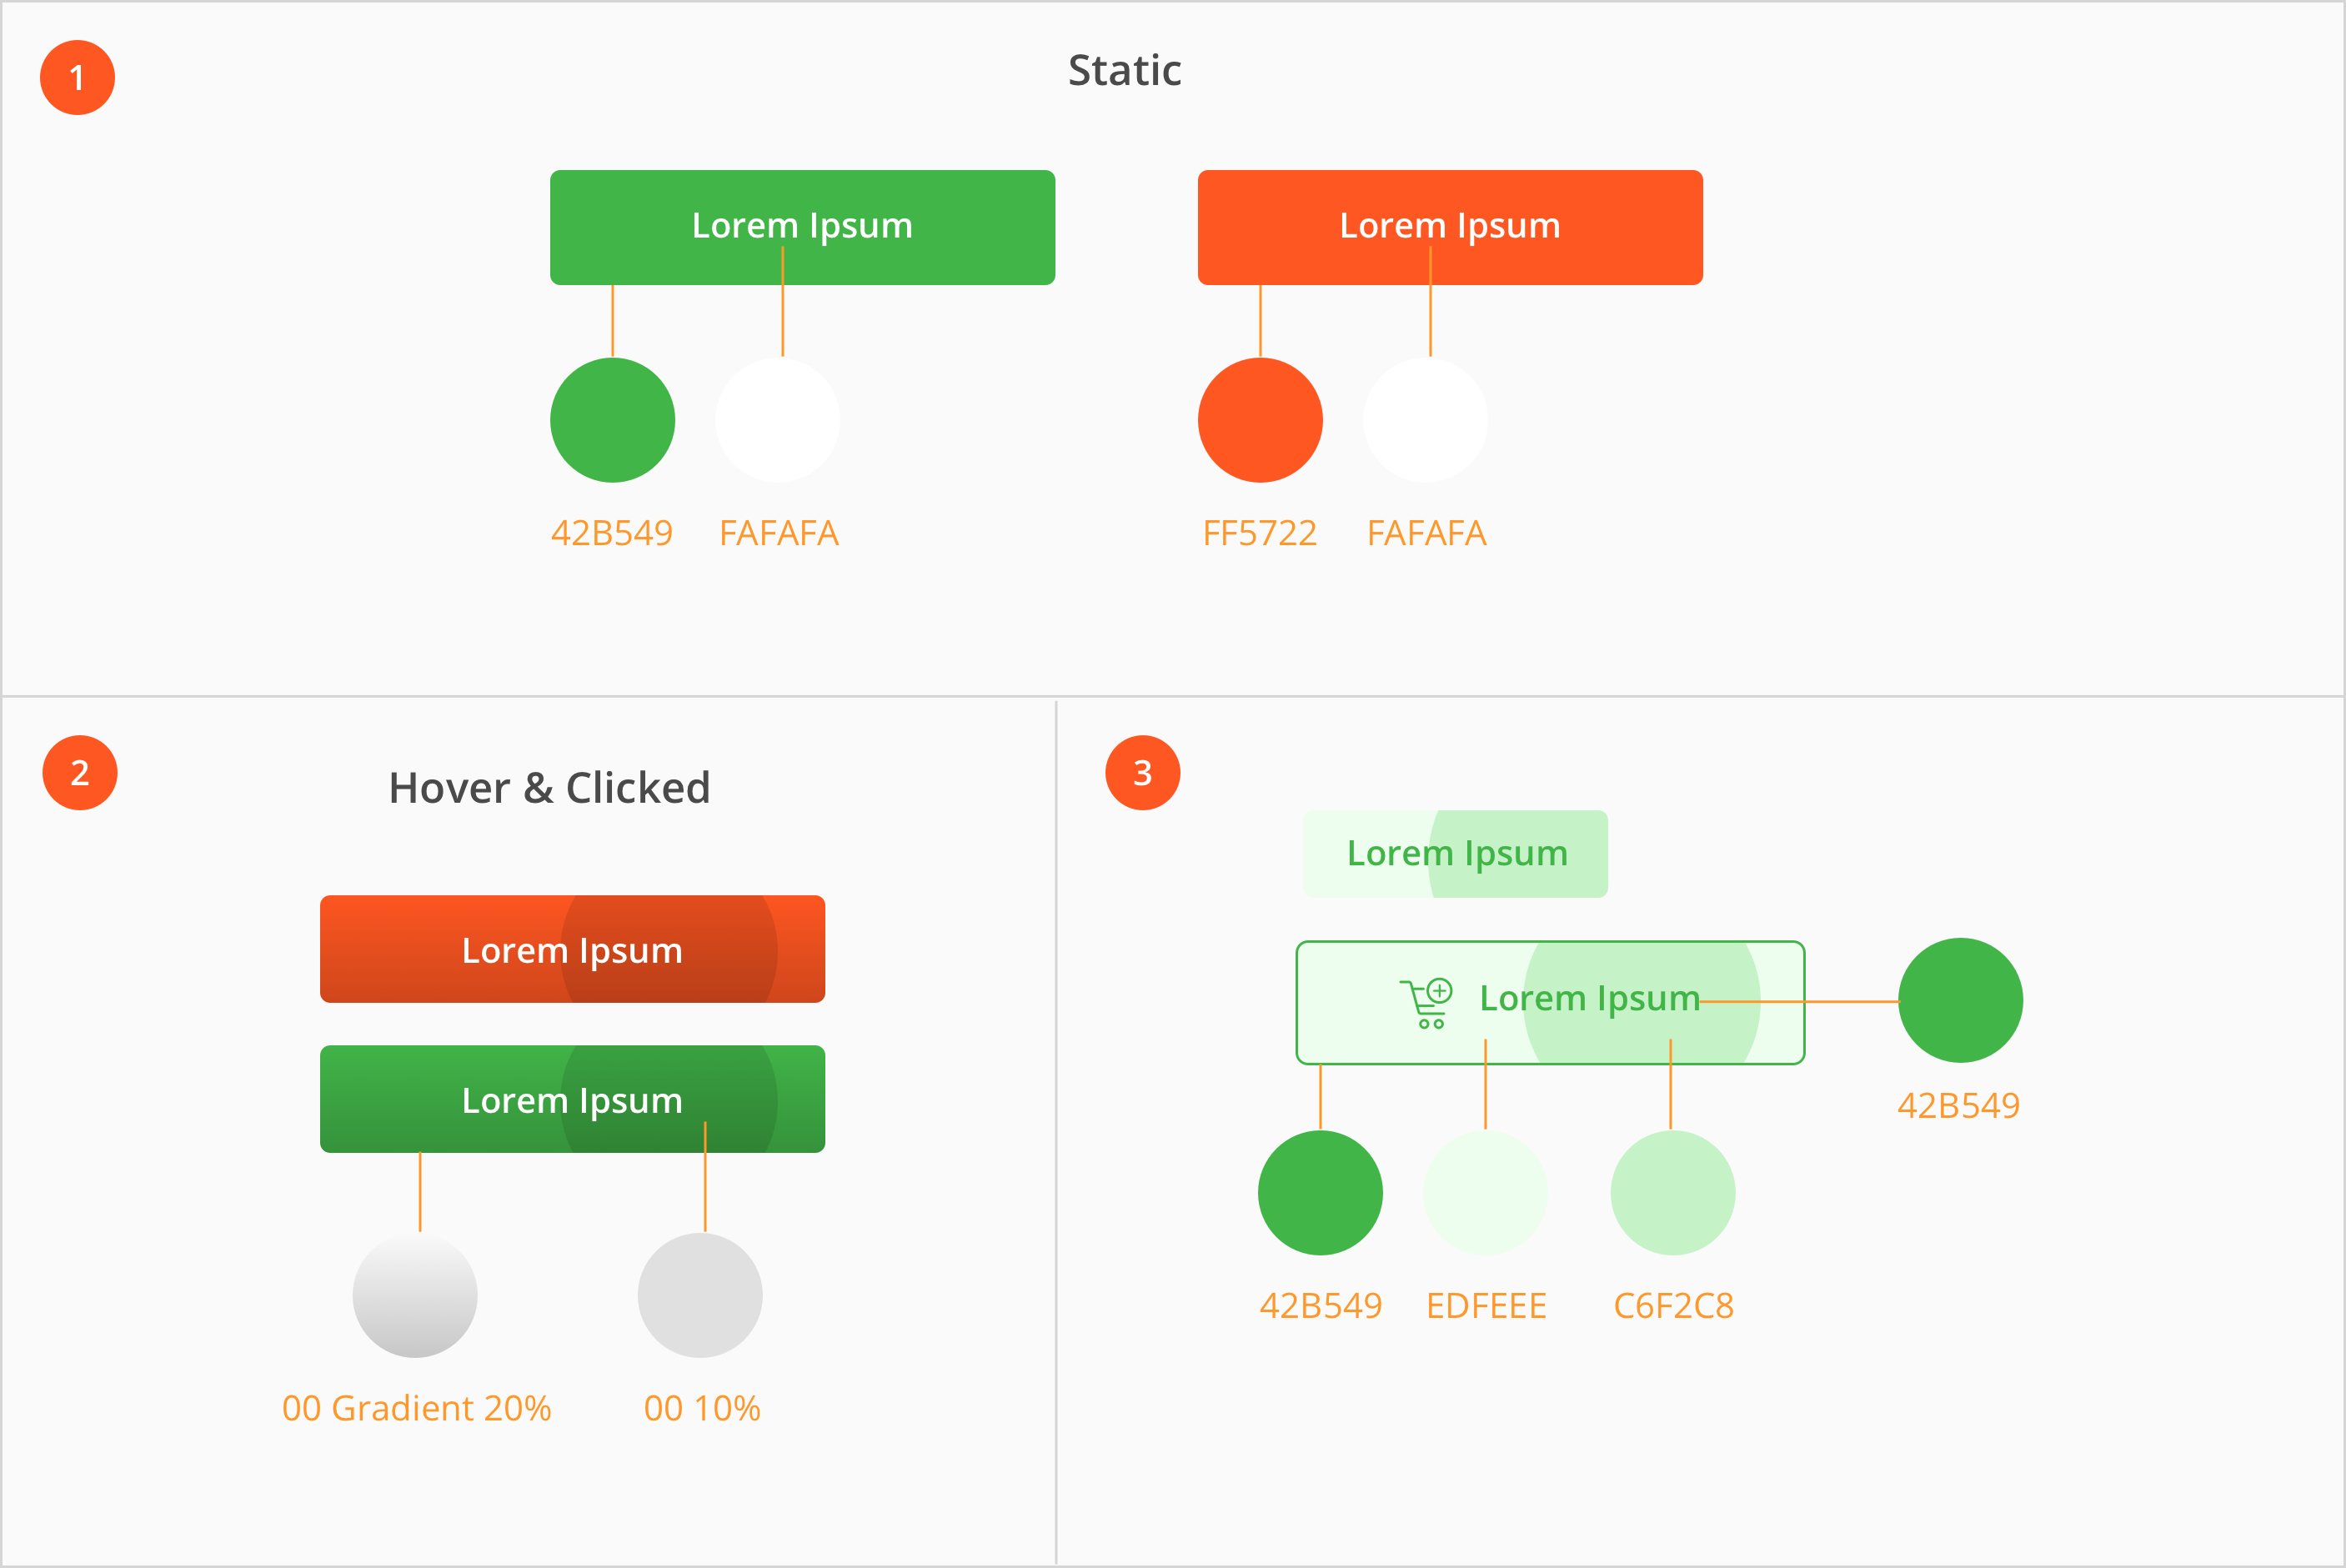 1
Static
Lorem Ipsum
Lorem Ipsum
42B549
FAFAFA
FF5722
FAFAFA
2
Hover & Clicked
Lorem Ipsum
Lorem Ipsum
00 Gradient 20%
00 10%
3
Lorem Ipsum
Lorem Ipsum
42B549
42B549
EDFEEE
C6F2C8